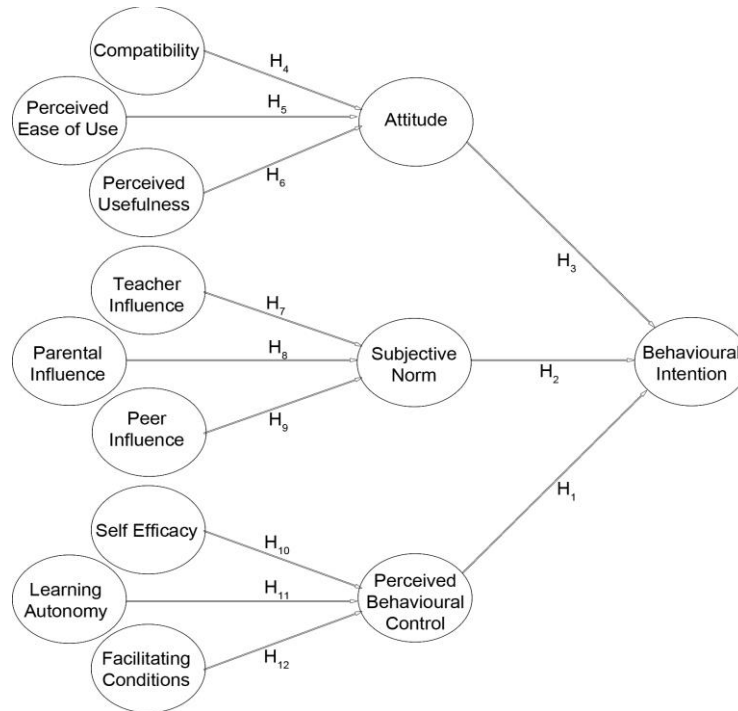 Compatibility
H4
Perceived
Ease of Use
H5
Attitude
Perceived
Usefulness
H6
H3
Teacher
Influence
H7
Parental
Influence
H8
Subjective
Norm
H2
Behavioural
Intention
Peer
Influence
H9
H1
Self Efficacy
H10
Learning
Autonomy
H11
Perceived
Behavioural
Control
Facilitating
Conditions
H12